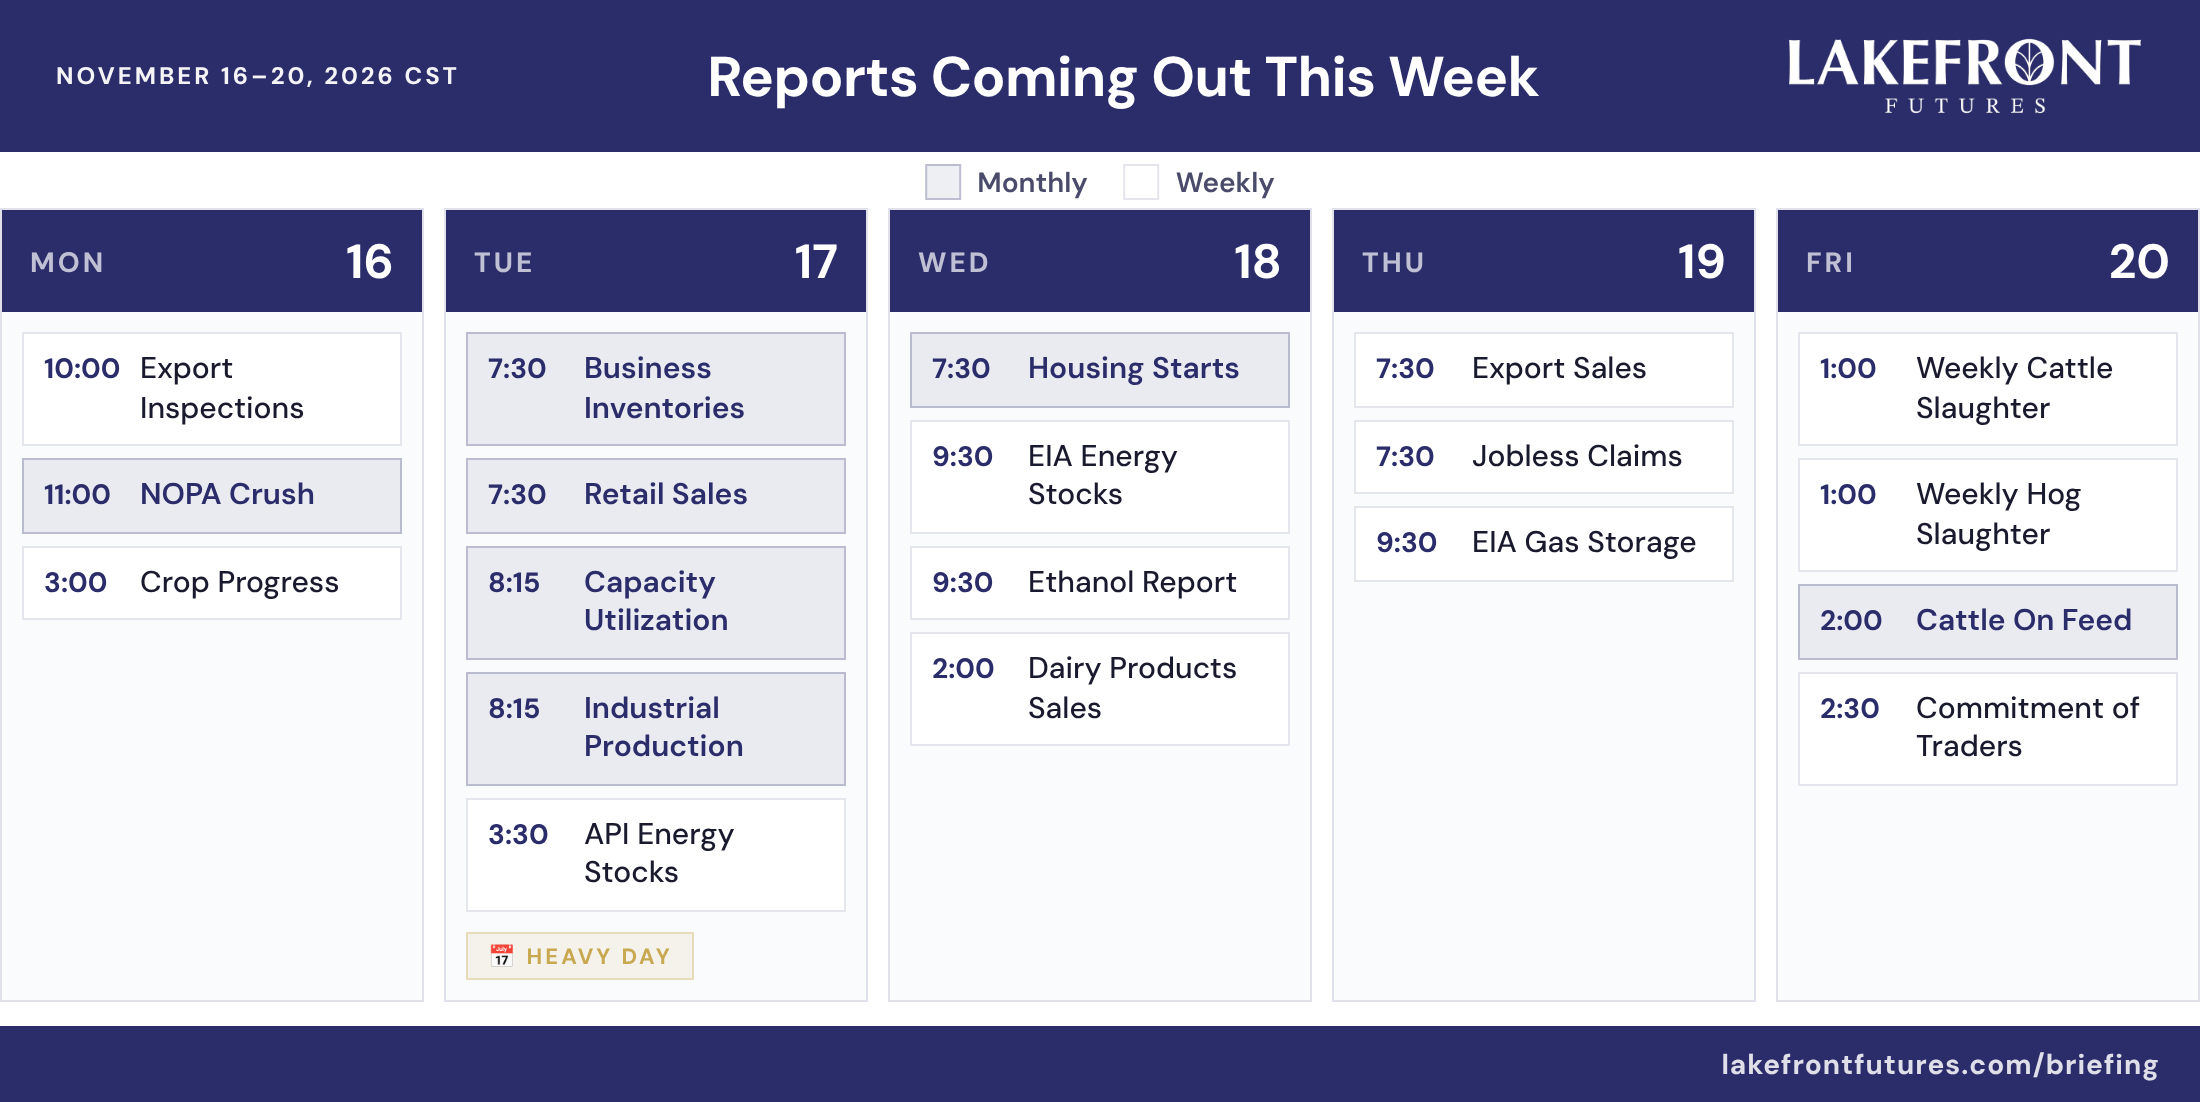 NOVEMBER 16–20, 2026 CST
Reports Coming Out This Week
LAKEFRONT
FUTURES
Monthly
Weekly
MON 16
10:00 Export
Inspections
11:00 NOPA Crush
3:00 Crop Progress
TUE 17
7:30 Business
Inventories
7:30 Retail Sales
8:15 Capacity
Utilization
8:15 Industrial
Production
3:30 API Energy
Stocks
July
17
HEAVY DAY
WED 18
7:30 Housing Starts
9:30 EIA Energy
Stocks
9:30 Ethanol Report
2:00 Dairy Products
Sales
THU 19
7:30 Export Sales
7:30 Jobless Claims
9:30 EIA Gas Storage
FRI 20
1:00 Weekly Cattle
Slaughter
1:00 Weekly Hog
Slaughter
2:00 Cattle On Feed
2:30 Commitment of
Traders
lakefrontfutures.com/briefing